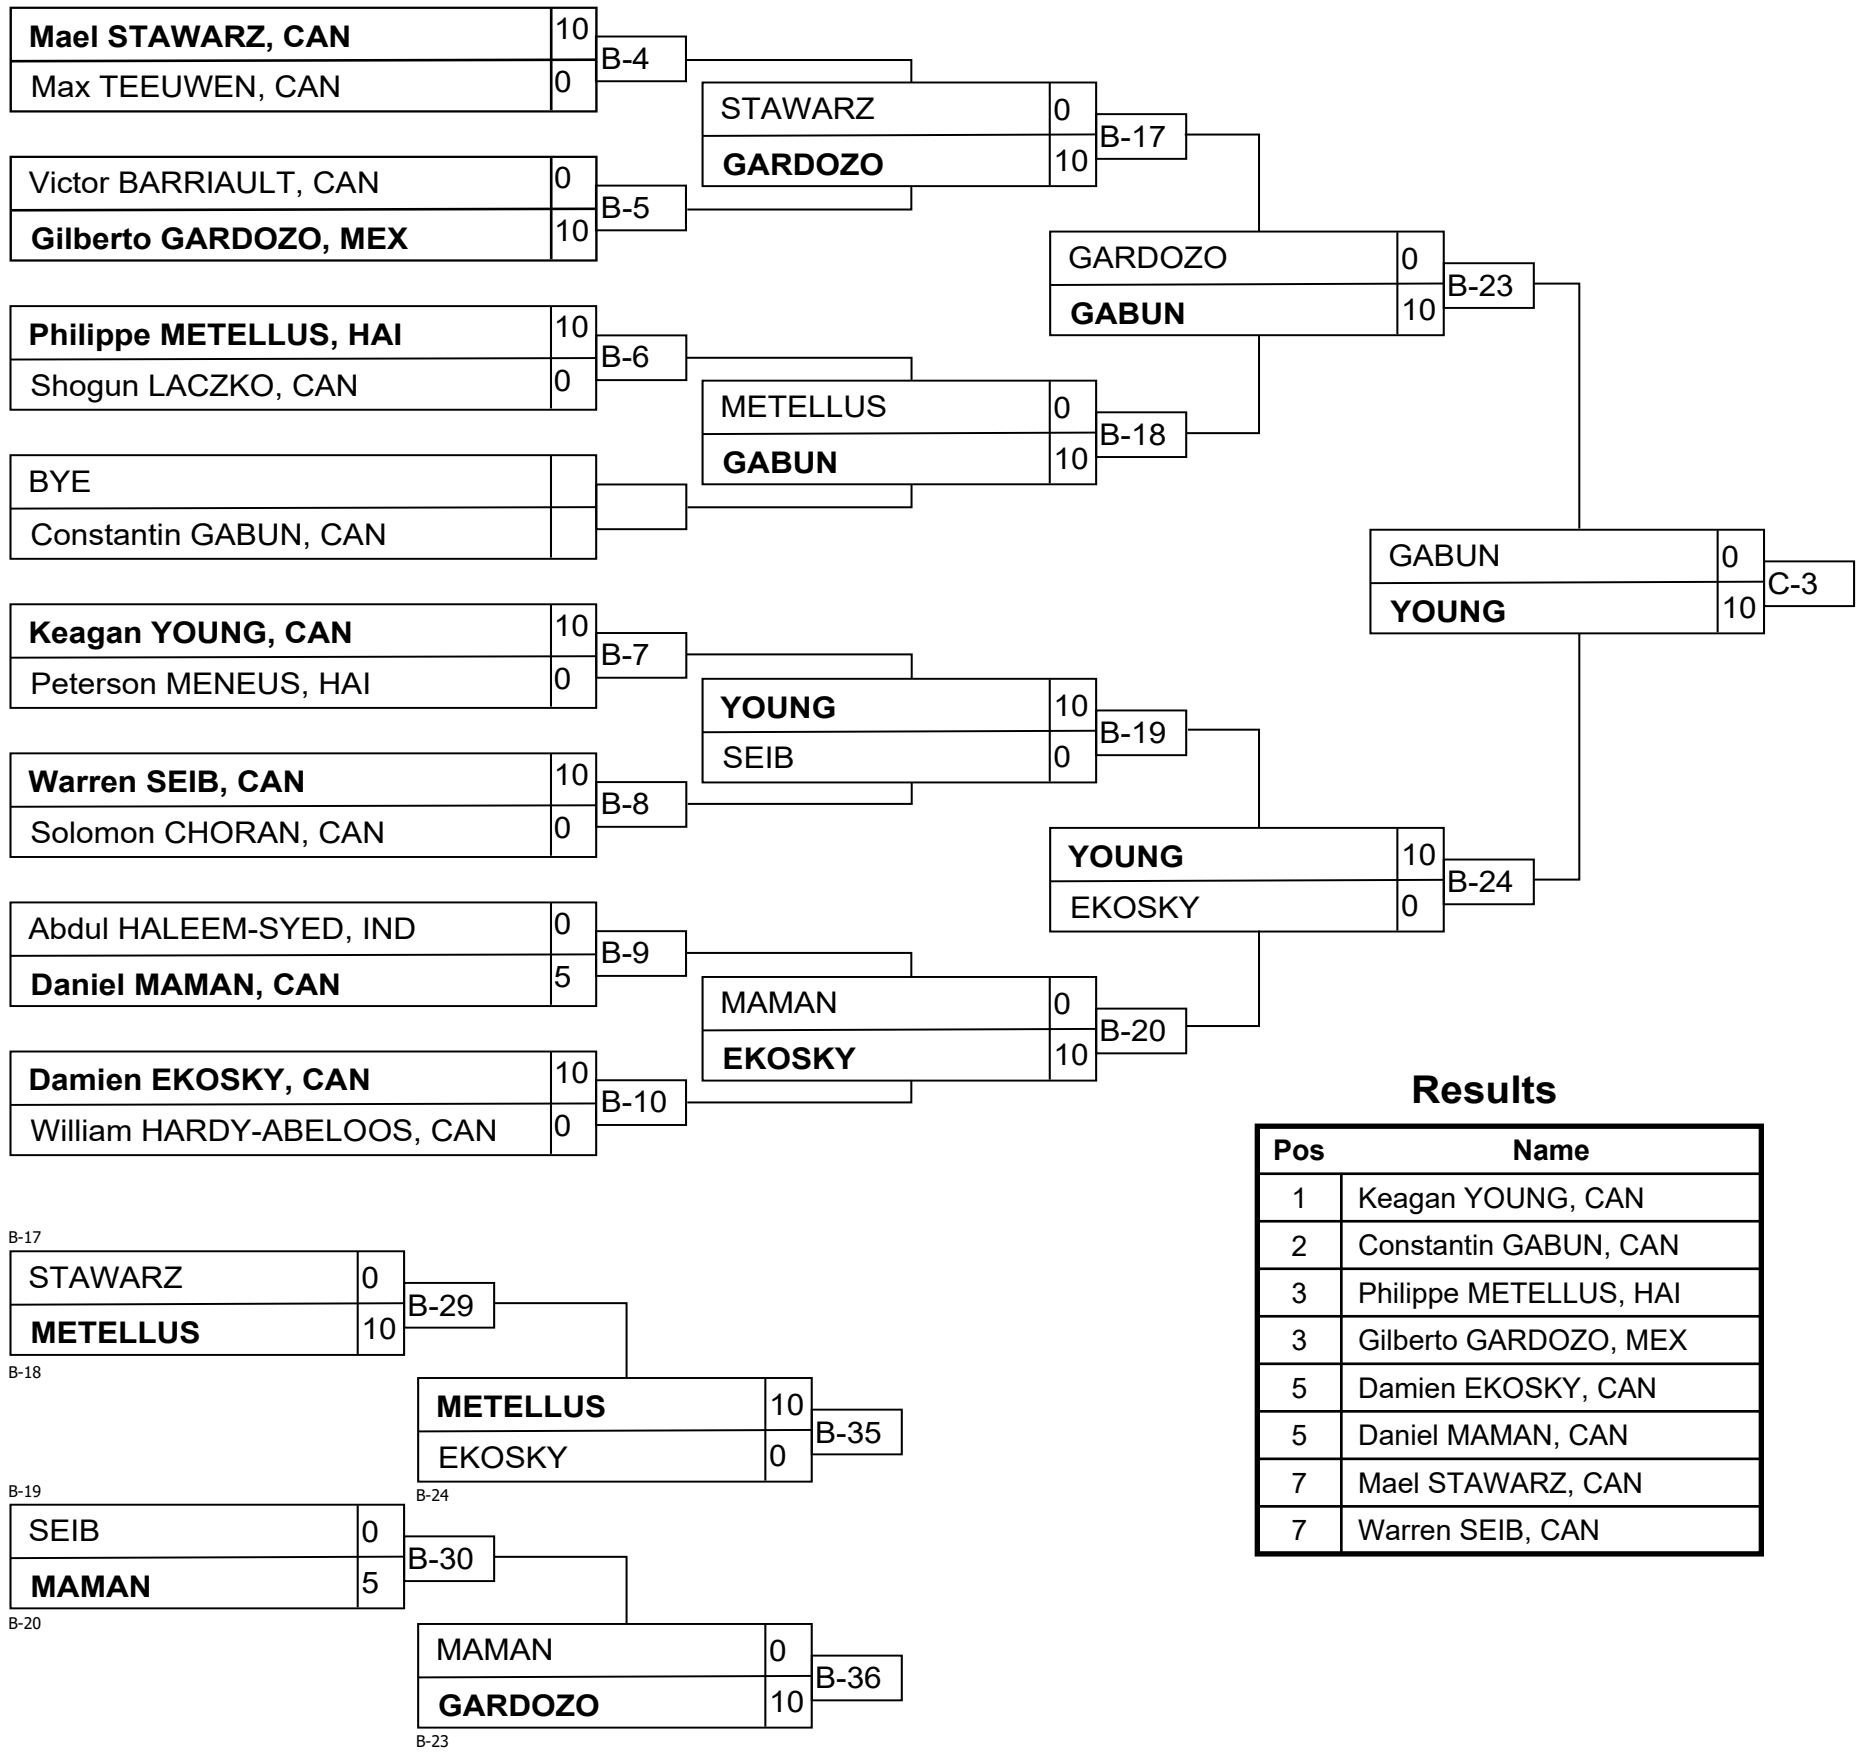 Mael STAWARZ, CAN 10
B-4
Max TEEUWEN, CAN 0
STAWARZ 0
B-17
GARDOZO 10
Victor BARRIAULT, CAN 0
B-5
Gilberto GARDOZO, MEX 10
GARDOZO 0
B-23
GABUN 10
Philippe METELLUS, HAI 10
B-6
Shogun LACZKO, CAN 0
METELLUS 0
B-18
GABUN 10
BYE
Constantin GABUN, CAN
GABUN 0
C-3
YOUNG 10
Keagan YOUNG, CAN 10
B-7
Peterson MENEUS, HAI 0
YOUNG 10
B-19
SEIB 0
Warren SEIB, CAN 10
B-8
Solomon CHORAN, CAN 0
YOUNG 10
B-24
EKOSKY 0
Abdul HALEEM-SYED, IND 0
B-9
Daniel MAMAN, CAN 5
MAMAN 0
B-20
EKOSKY 10
Damien EKOSKY, CAN 10
B-10
William HARDY-ABELOOS, CAN 0
Results
Pos Name
1 Keagan YOUNG, CAN
2 Constantin GABUN, CAN
3 Philippe METELLUS, HAI
3 Gilberto GARDOZO, MEX
5 Damien EKOSKY, CAN
5 Daniel MAMAN, CAN
7 Mael STAWARZ, CAN
7 Warren SEIB, CAN
B-17
STAWARZ 0
B-29
METELLUS 10
B-18
METELLUS 10
B-35
EKOSKY 0
B-24
B-19
SEIB 0
B-30
MAMAN 5
B-20
MAMAN 0
B-36
GARDOZO 10
B-23